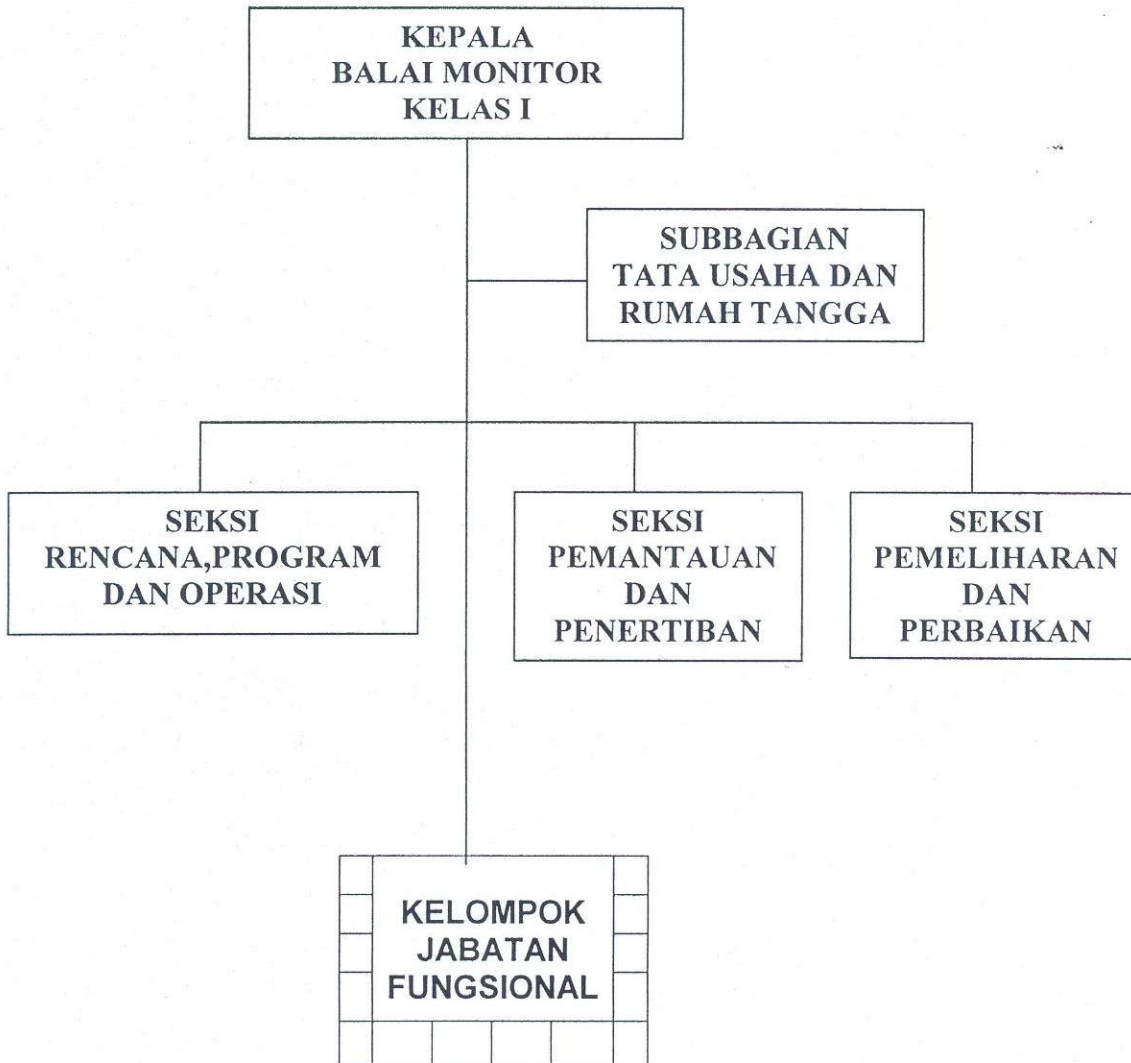 KEPALA
BALAI MONITOR
KELAS I
SUBBAGIAN
TATA USAHA DAN
RUMAH TANGGA
SEKSI
RENCANA,PROGRAM
DAN OPERASI
SEKSI
PEMANTAUAN
DAN
PENERTIBAN
SEKSI
PEMELIHARAN
DAN
PERBAIKAN
KELOMPOK
JABATAN
FUNGSIONAL